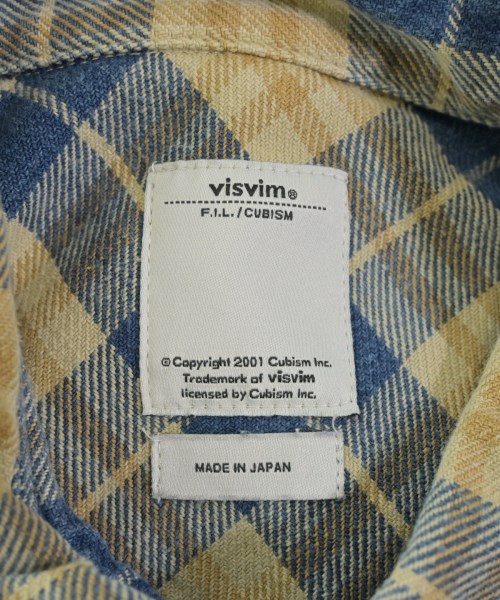 visvim®
F.I.L./CUBISM
© Copyright 2001 Cubism Inc.
Trademark of visvim
licensed by Cubism Inc.
MADE IN JAPAN